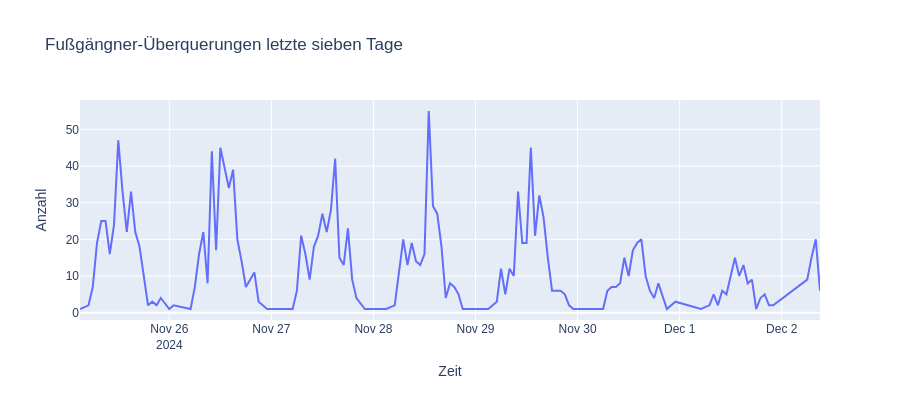 Fußgängner-Überquerungen letzte sieben Tage
Anzahl
50
40
30
20
10
0
Nov 26
2024
Nov 27
Nov 28
Nov 29
Nov 30
Dec 1
Dec 2
Zeit